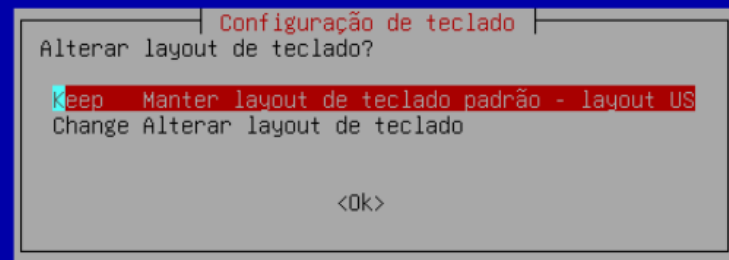 Configuração de teclado
Alterar layout de teclado?
Keep Manter layout de teclado padrão - layout US
Change Alterar layout de teclado
<Ok>